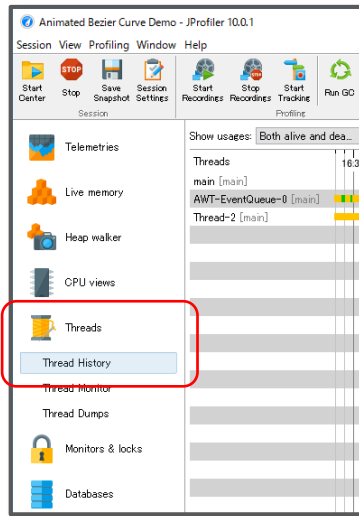 Animated Bezier Curve Demo - JProfiler 10.0.1
Session View Profiling Window Help
Start Center
Stop
Save Snapshot
Session Settings
Start Recordings
Stop Recordings
Start Tracking
Run GC
Session
Profiling
Show usages: Both alive and dea...
Telemetries
Threads
16:3
main [main]
Live memory
AWT-EventQueue-0 [main]
Thread-2 [main]
Heap walker
CPU views
Threads
Thread History
Thread Monitor
Thread Dumps
Monitors & locks
Databases